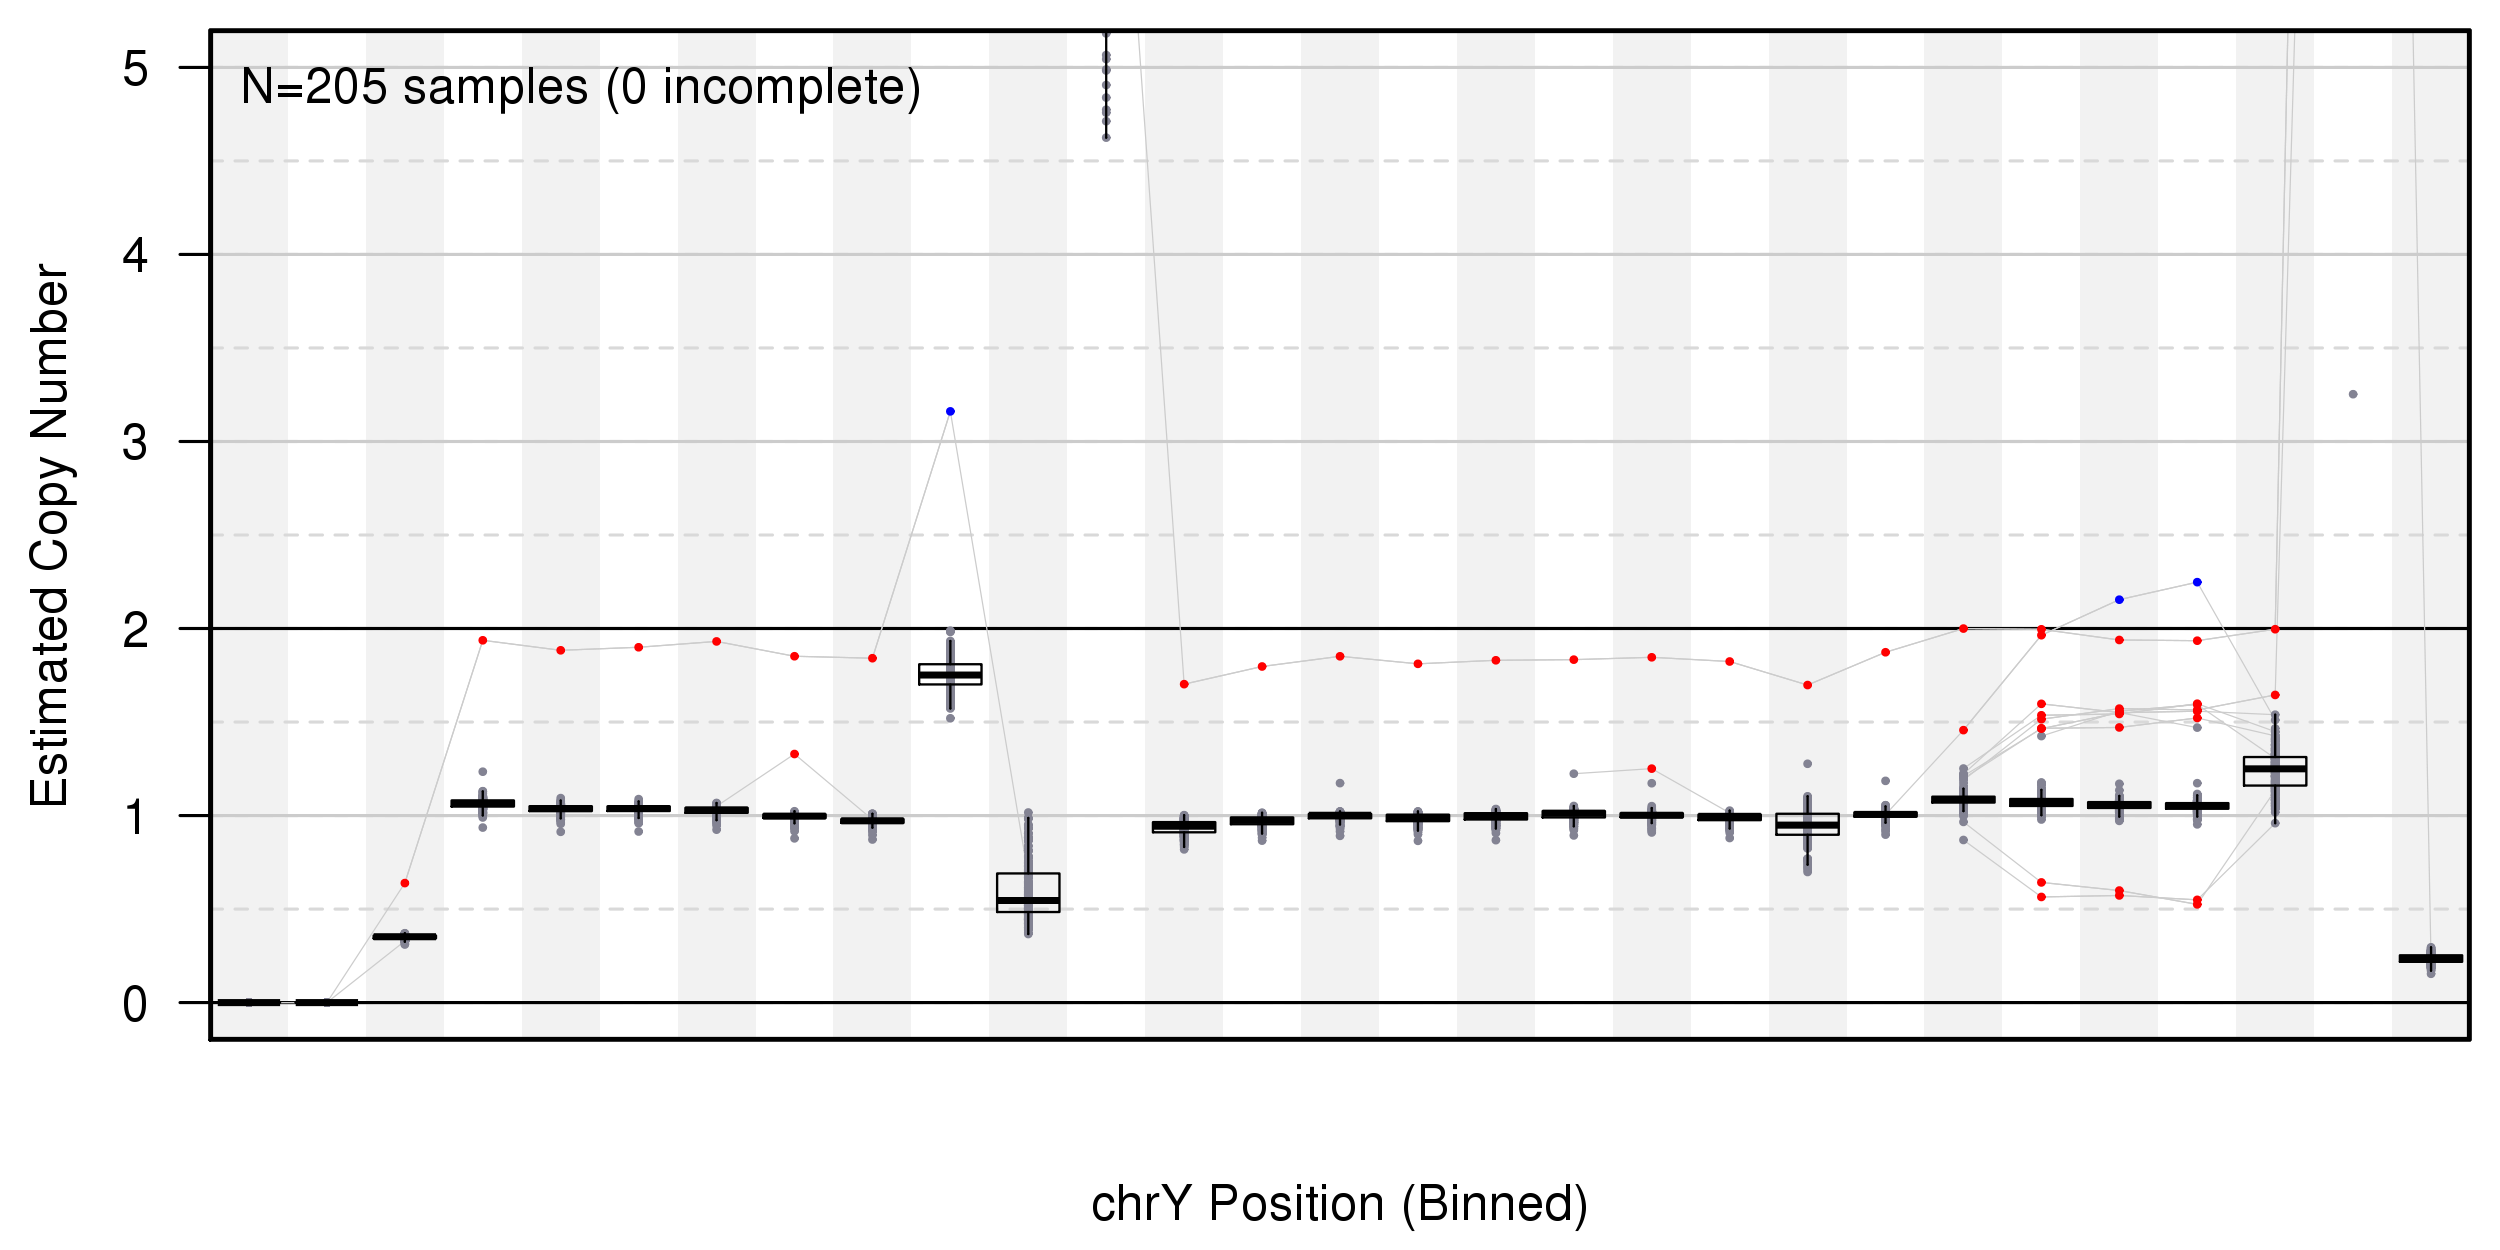 N=205 samples (0 incomplete)
5
4
3
2
1
0
Estimated Copy Number
chrY Position (Binned)